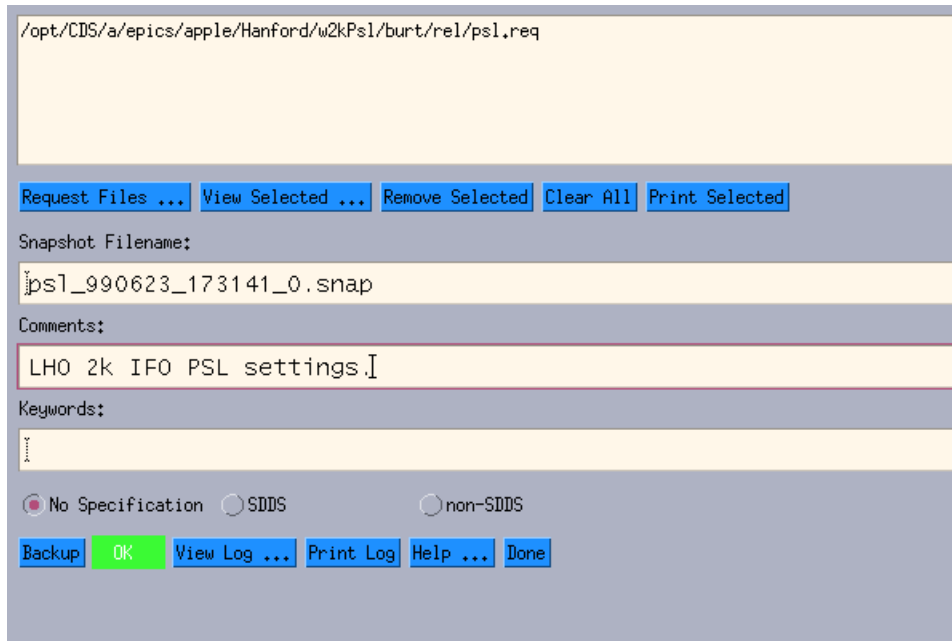 /opt/CDS/a/epics/apple/Hanford/w2kPsl/burt/rel/psl.req
Request Files ... View Selected ... Remove Selected Clear All Print Selected
Snapshot Filename:
psl_990623_173141_0.snap
Comments:
LHO 2k IFO PSL settings.
Keywords:
No Specification SDDS non-SDDS
Backup OK View Log ... Print Log Help ... Done